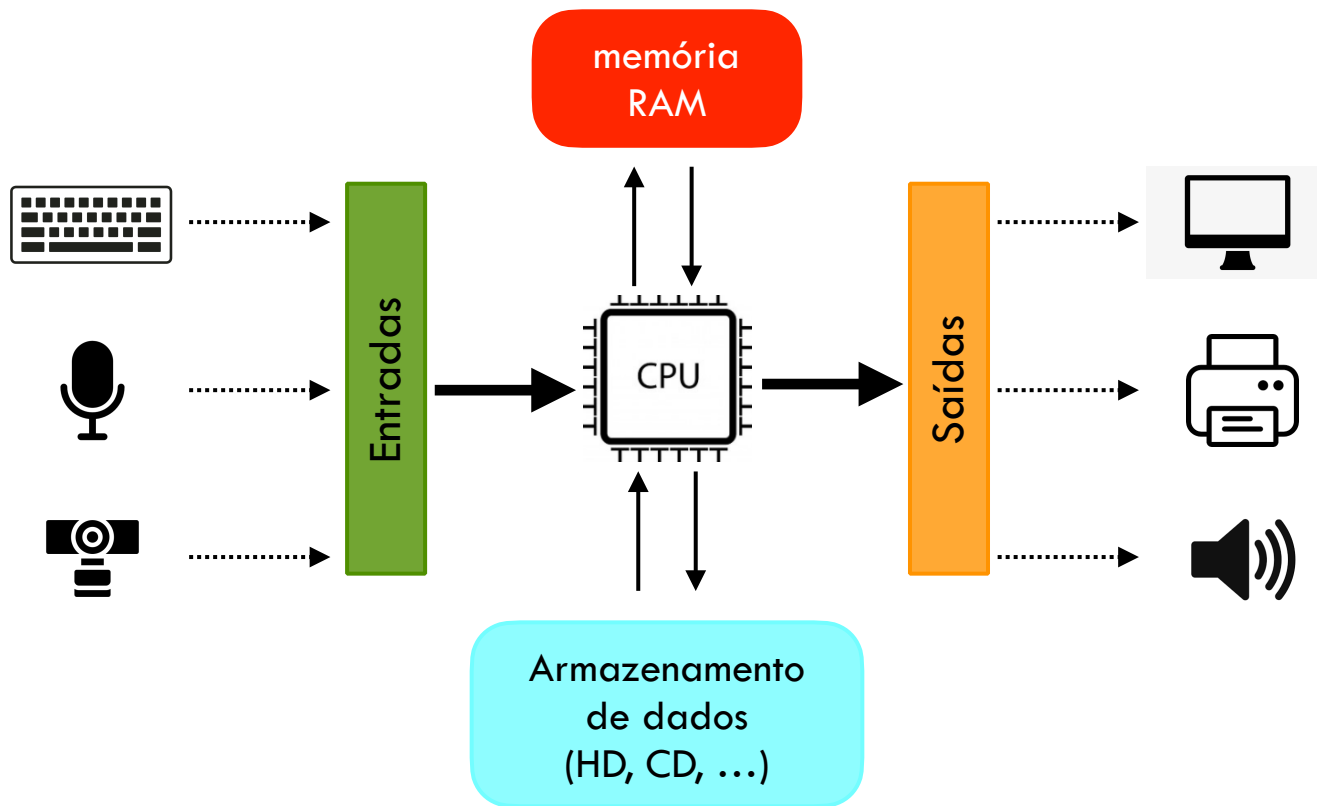 memória
RAM
Entradas
CPU
Saídas
Armazenamento
de dados
(HD, CD, ...)